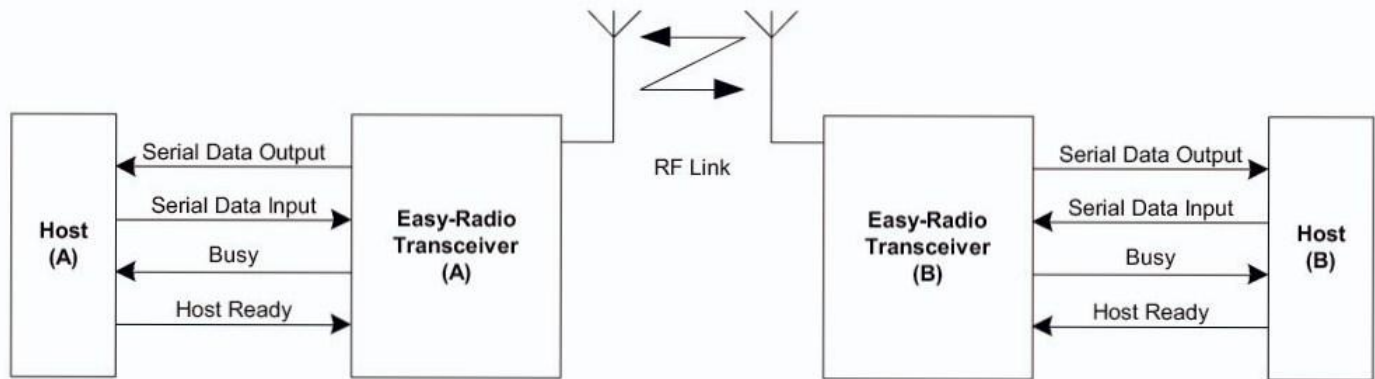 RF Link
Serial Data Output
Serial Data Input
Busy
Host Ready
Host
(A)
Easy-Radio
Transceiver
(A)
Easy-Radio
Transceiver
(B)
Serial Data Output
Serial Data Input
Busy
Host Ready
Host
(B)